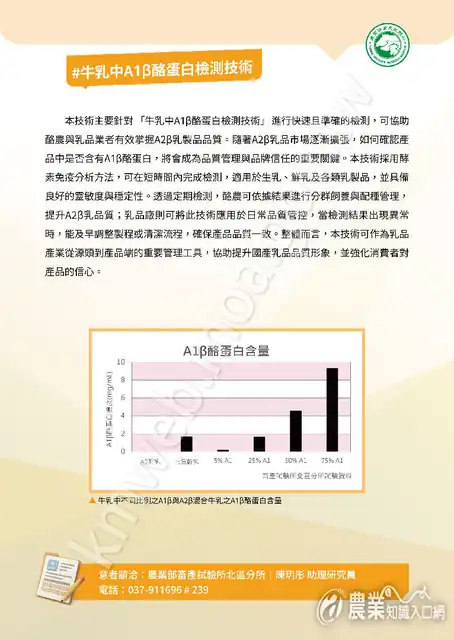 #牛乳中A1β酪蛋白檢測技術
本技術主要針對「牛乳中A1β酪蛋白檢測技術」進行快速且準確的檢測，可協助
酪農與乳品業者有效掌握A2β乳製品品質。隨著A2β乳品市場逐漸擴張，如何確認產
品中是否含有A1β酪蛋白，將會成為品質管理與品牌信任的重要關鍵。本技術採用酵
素免疫分析方法，可在短時間內完成檢測，適用於生乳、鮮乳及各類乳製品，並具備
良好的靈敏度與穩定性。透過定期檢測，酪農可依據結果進行分群飼養與配種管理，
提升A2β乳品質；乳品廠則可將此技術應用於日常品質管控，當檢測結果出現異常
時，能及早調整製程或清潔流程，確保產品品質一致。整體而言，本技術可作為乳品
產業從源頭到產品端的重要管理工具，協助提升國產乳品品質形象，並強化消費者對
產品的信心。
A1β酪蛋白含量
A1β酪蛋白濃度(mg/mL)
10
8
6
4
2
0
5% A1 25% A1 50% A1 75% A1
▲ 牛乳中不同比例之A1β與A2β混合牛乳之A1β酪蛋白含量
意者請洽：農業部畜產試驗所北區分所｜陳玥彤 助理研究員
電話：037-911696 # 239
農業知識入口網